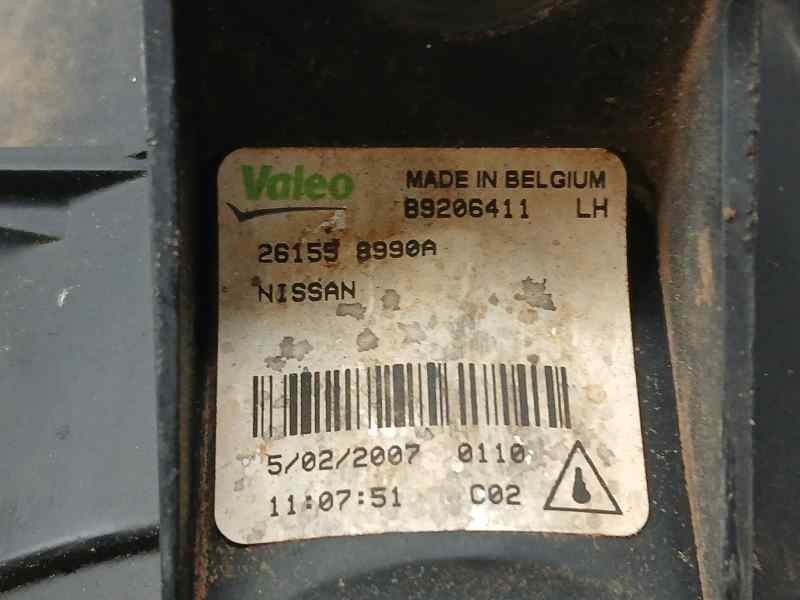 Valeo MADE IN BELGIUM
89206411 LH
26155 8990A
NISSAN
5/02/2007 0110
11:07:51 C02